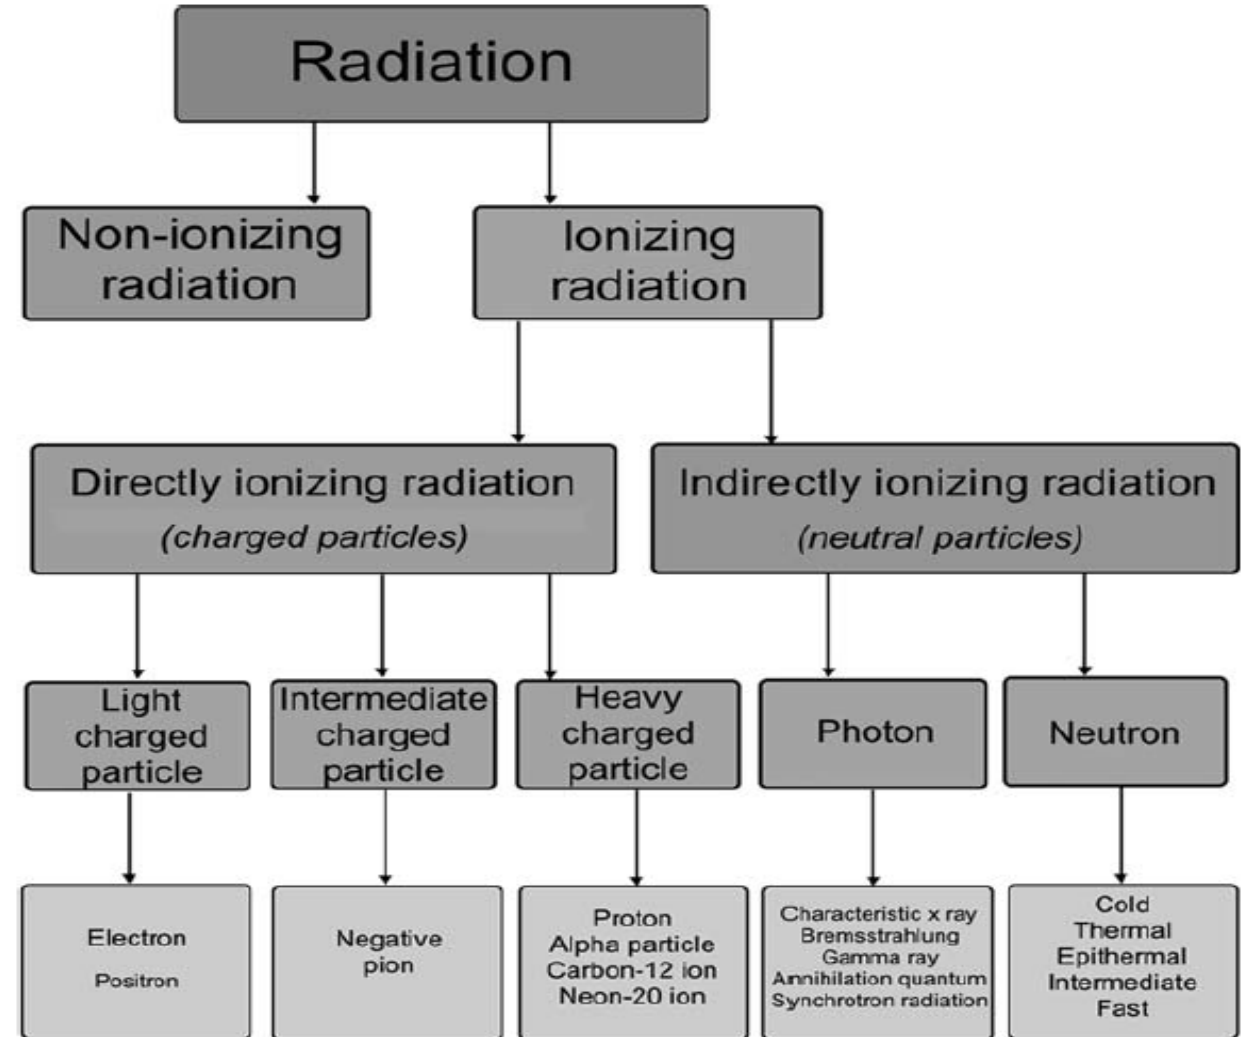 Radiation
Non-ionizing
radiation
Ionizing
radiation
Directly ionizing radiation
(charged particles)
Indirectly ionizing radiation
(neutral particles)
Light
charged
particle
Intermediate
charged
particle
Heavy
charged
particle
Photon
Neutron
Electron
Positron
Negative
pion
Proton
Alpha particle
Carbon-12 ion
Neon-20 ion
Characteristic x ray
Bremsstrahlung
Gamma ray
Annihilation quantum
Synchrotron radiation
Cold
Thermal
Epithermal
Intermediate
Fast